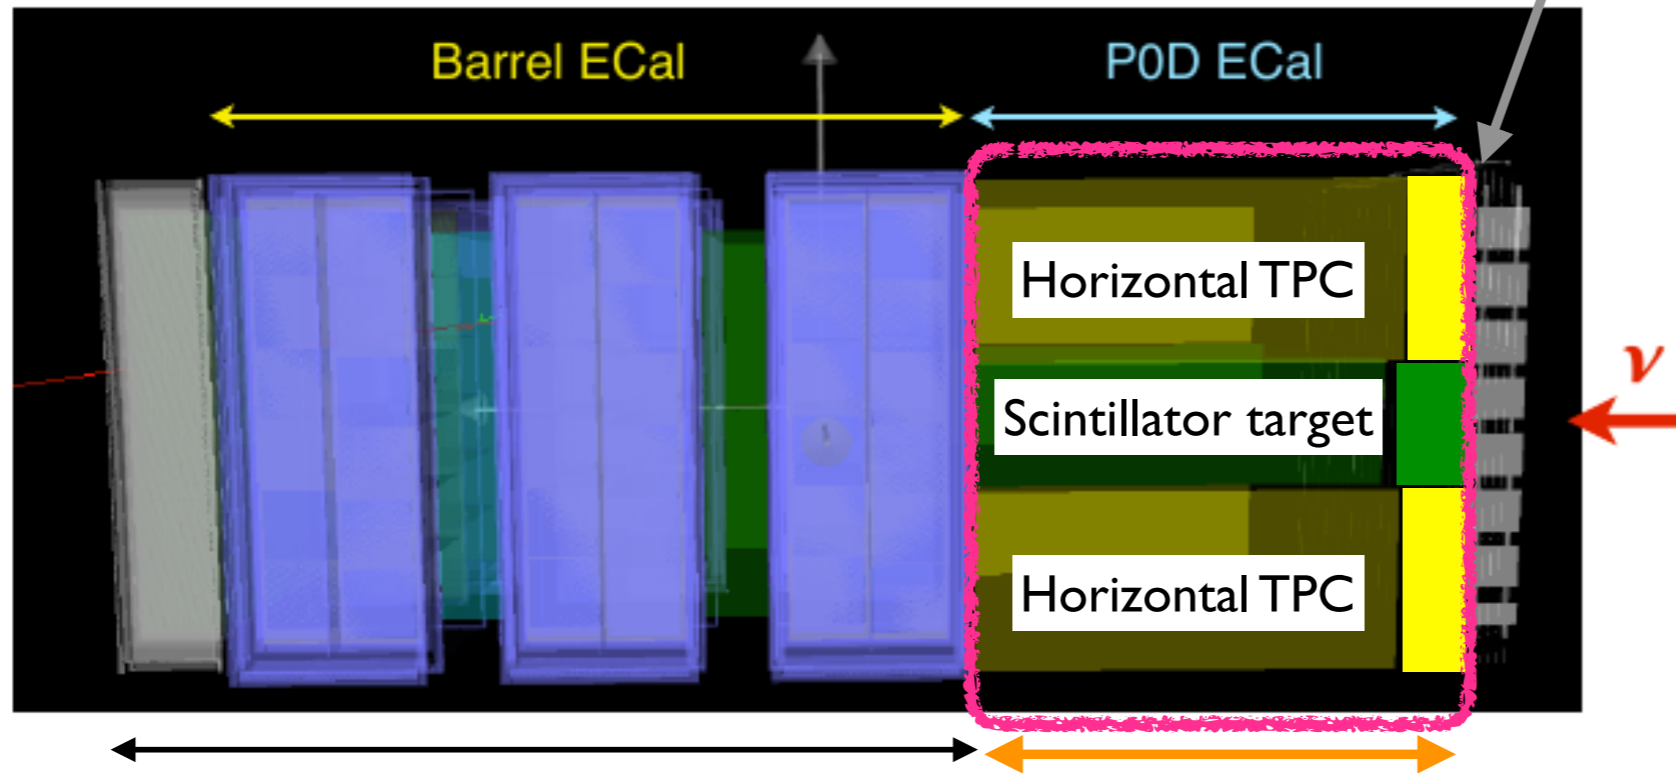 Barrel ECal
P0D ECal
Horizontal TPC
Scintillator target
ν
Horizontal TPC